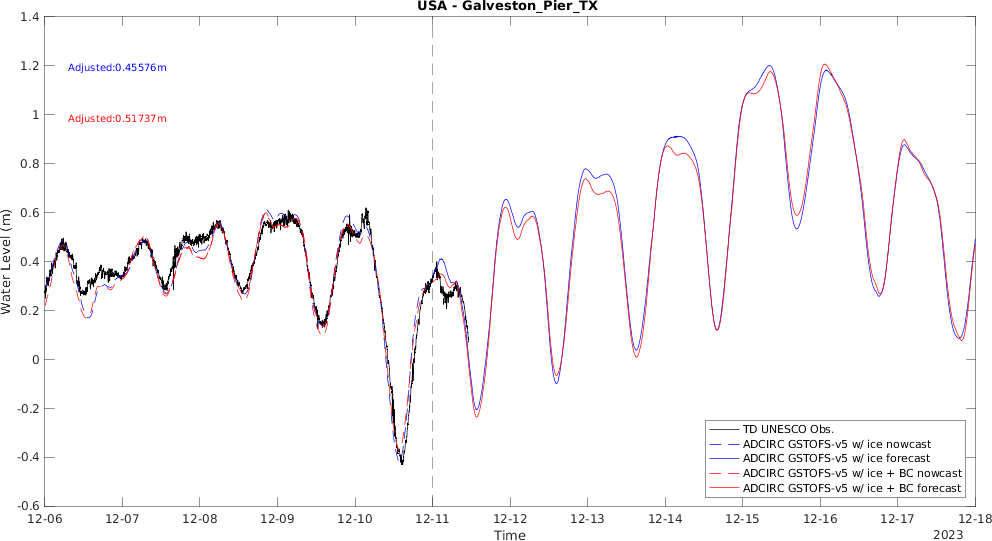 USA - Galveston_Pier_TX
1.4
1.2
1
0.8
0.6
0.4
0.2
0
-0.2
-0.4
-0.6
Water Level (m)
Adjusted:0.45576m
Adjusted:0.51737m
TD UNESCO Obs.
ADCIRC GSTOFS-v5 w/ ice nowcast
ADCIRC GSTOFS-v5 w/ ice forecast
ADCIRC GSTOFS-v5 w/ ice + BC nowcast
ADCIRC GSTOFS-v5 w/ ice + BC forecast
12-06 12-07 12-08 12-09 12-10 12-11 12-12 12-13 12-14 12-15 12-16 12-17 12-18
Time
2023